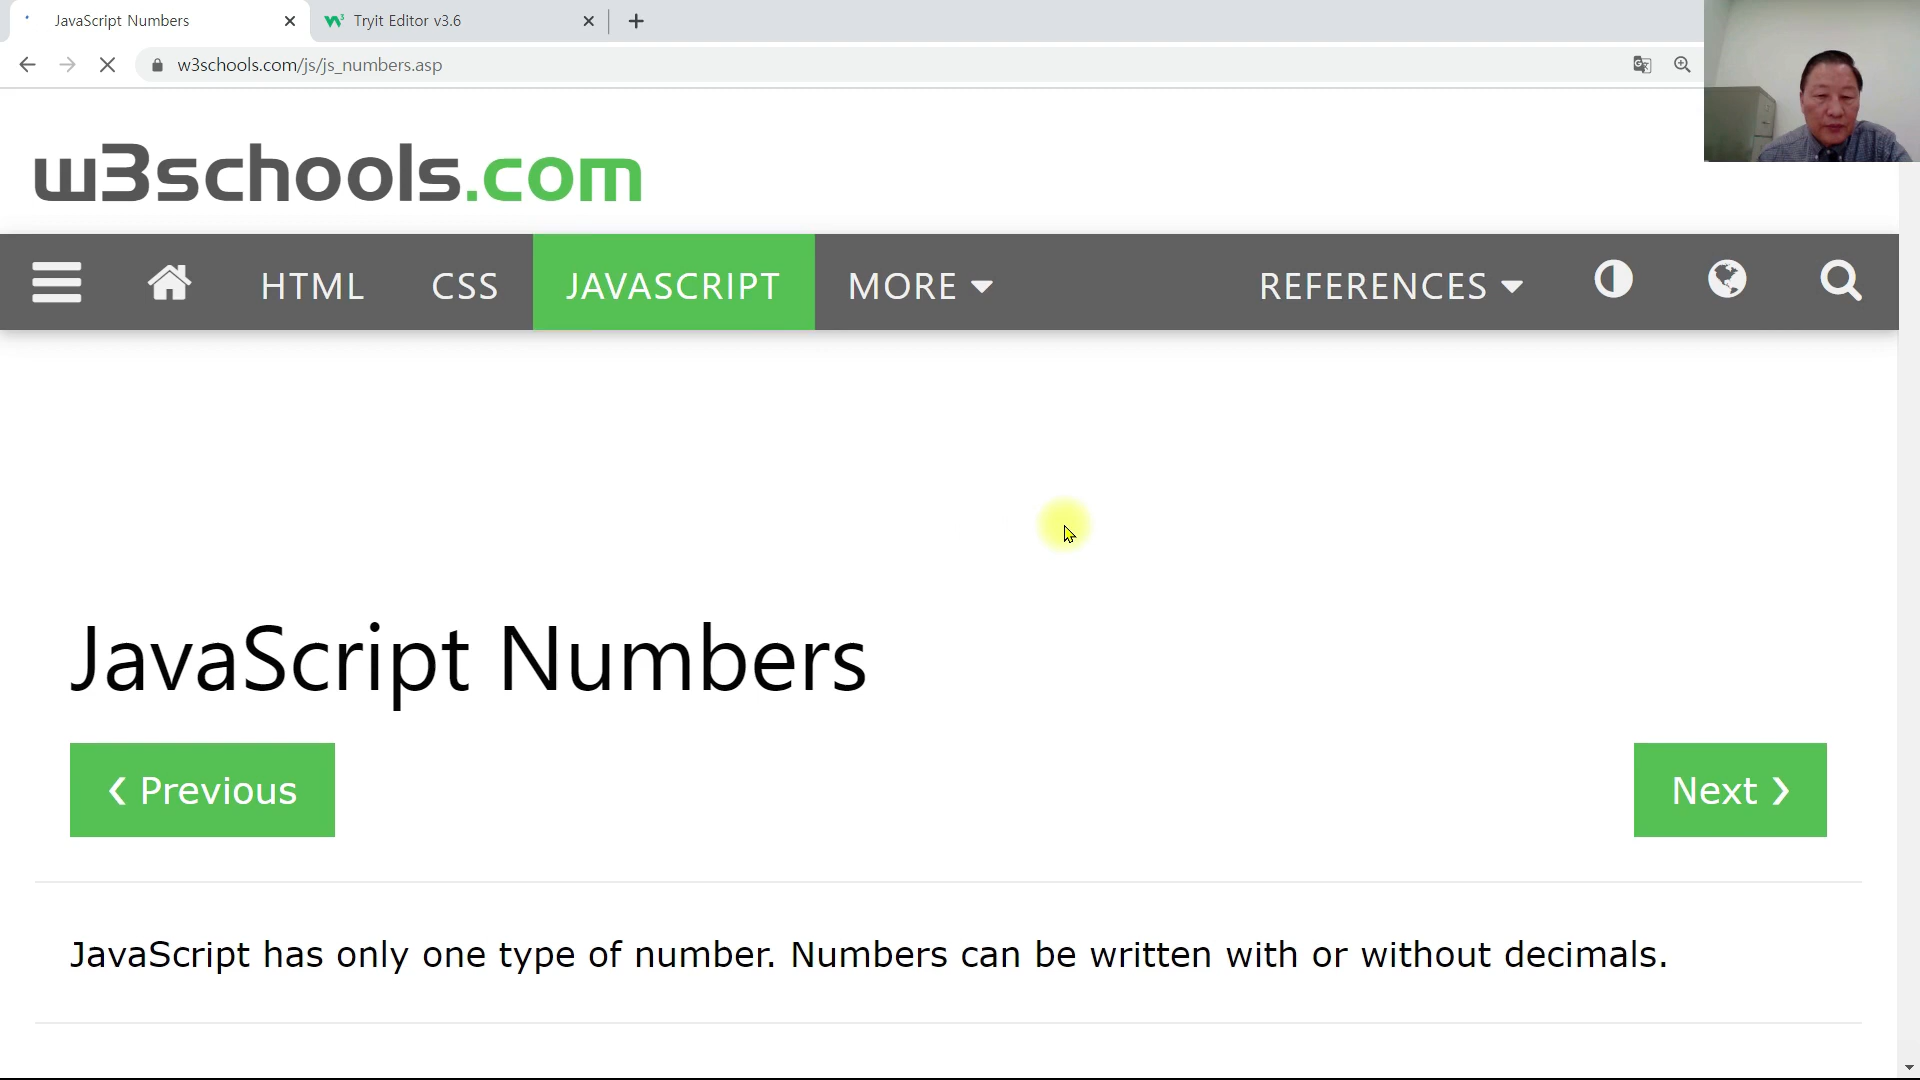 JavaScript Numbers
Tryit Editor v3.6
w3schools.com/js/js_numbers.asp
w3schools.com
HTML
CSS
JAVASCRIPT
MORE
REFERENCES
JavaScript Numbers
❮ Previous
Next ❯
JavaScript has only one type of number. Numbers can be written with or without decimals.